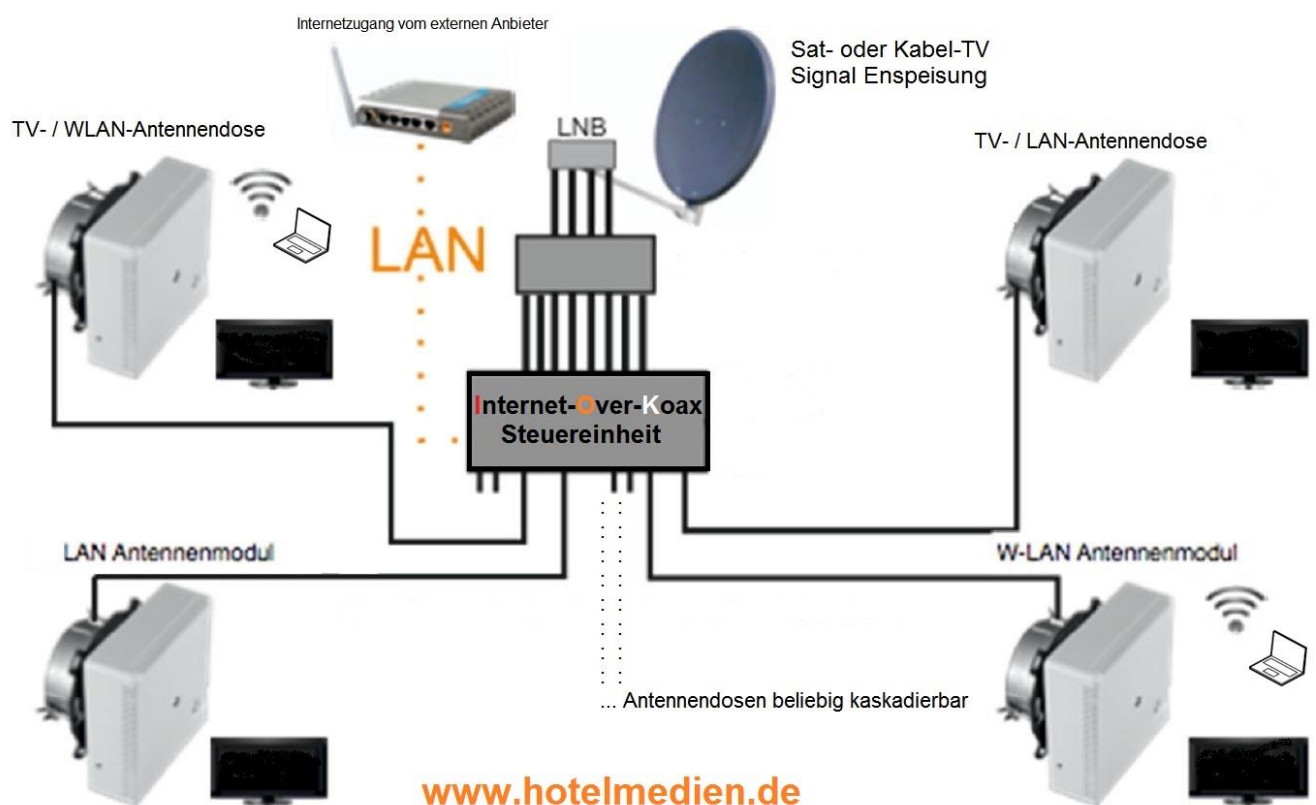 Internetzugang vom externen Anbieter
Sat- oder Kabel-TV
Signal Enspeisung
TV- / WLAN-Antennendose
LNB
TV- / LAN-Antennendose
LAN
Internet-Over-Koax
Steuereinheit
LAN Antennenmodul
W-LAN Antennenmodul
... Antennendosen beliebig kaskadierbar
www.hotelmedien.de